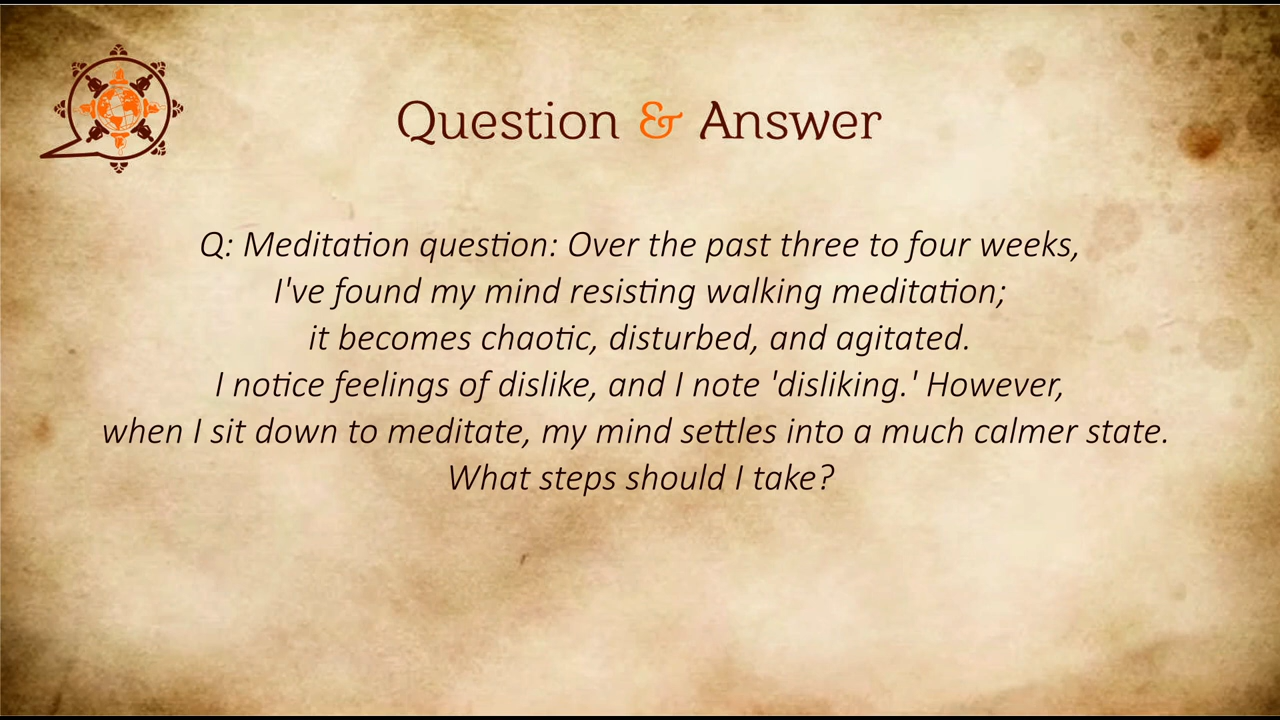 Question & Answer
Q: Meditation question: Over the past three to four weeks,
I've found my mind resisting walking meditation;
it becomes chaotic, disturbed, and agitated.
I notice feelings of dislike, and I note 'disliking.' However,
when I sit down to meditate, my mind settles into a much calmer state.
What steps should I take?